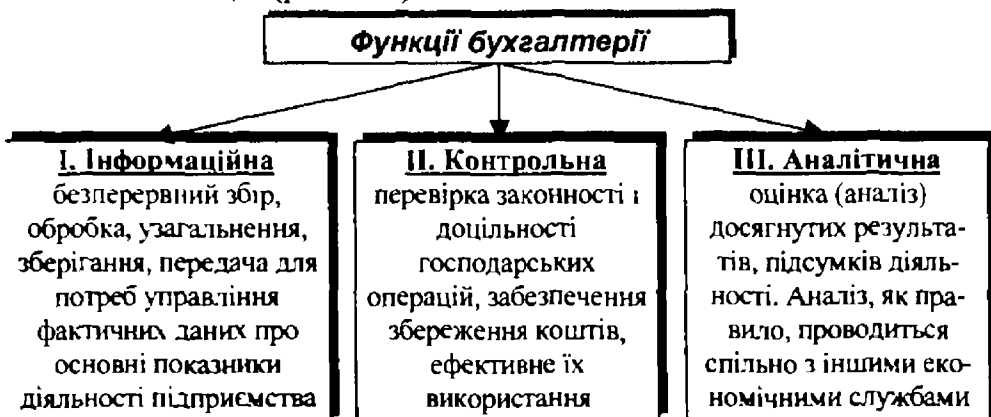 Функції бухгалтерії
І. Інформаційна
безперервний збір,
обробка, узагальнення,
зберігання, передача для
потреб управління
фактичних даних про
основні показники
діяльності підприємства
ІІ. Контрольна
перевірка законності і
доцільності
господарських
операцій, забезпечення
збереження коштів,
ефективне їх
використання
ІІІ. Аналітична
оцінка (аналіз)
досягнутих результа-
тів, підсумків діяль-
ності. Аналіз, як пра-
вило, проводиться
спільно з іншими еко-
номічними службами